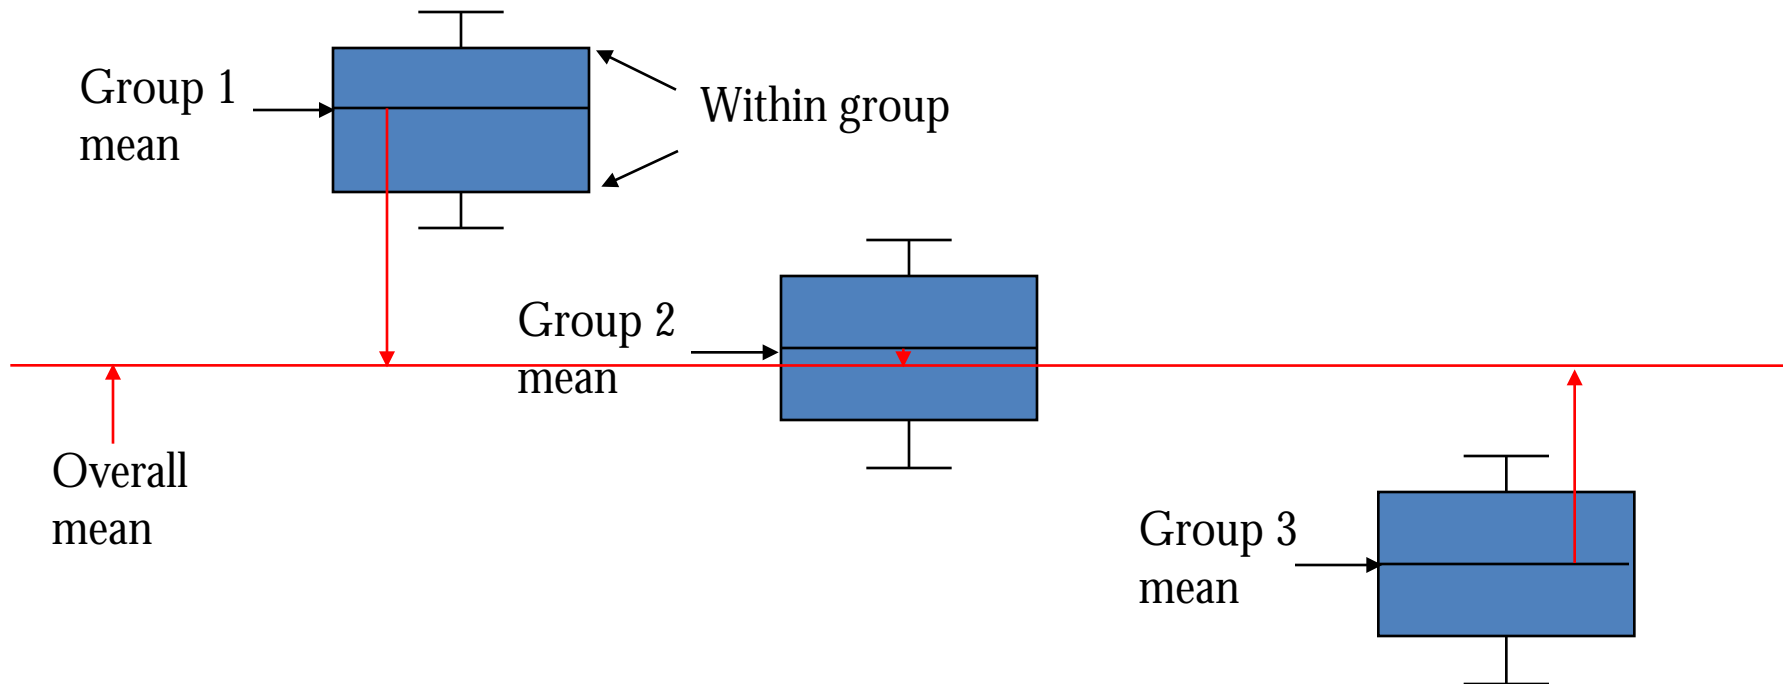 Group 1
mean
Within group
Group 2
mean
Overall
mean
Group 3
mean